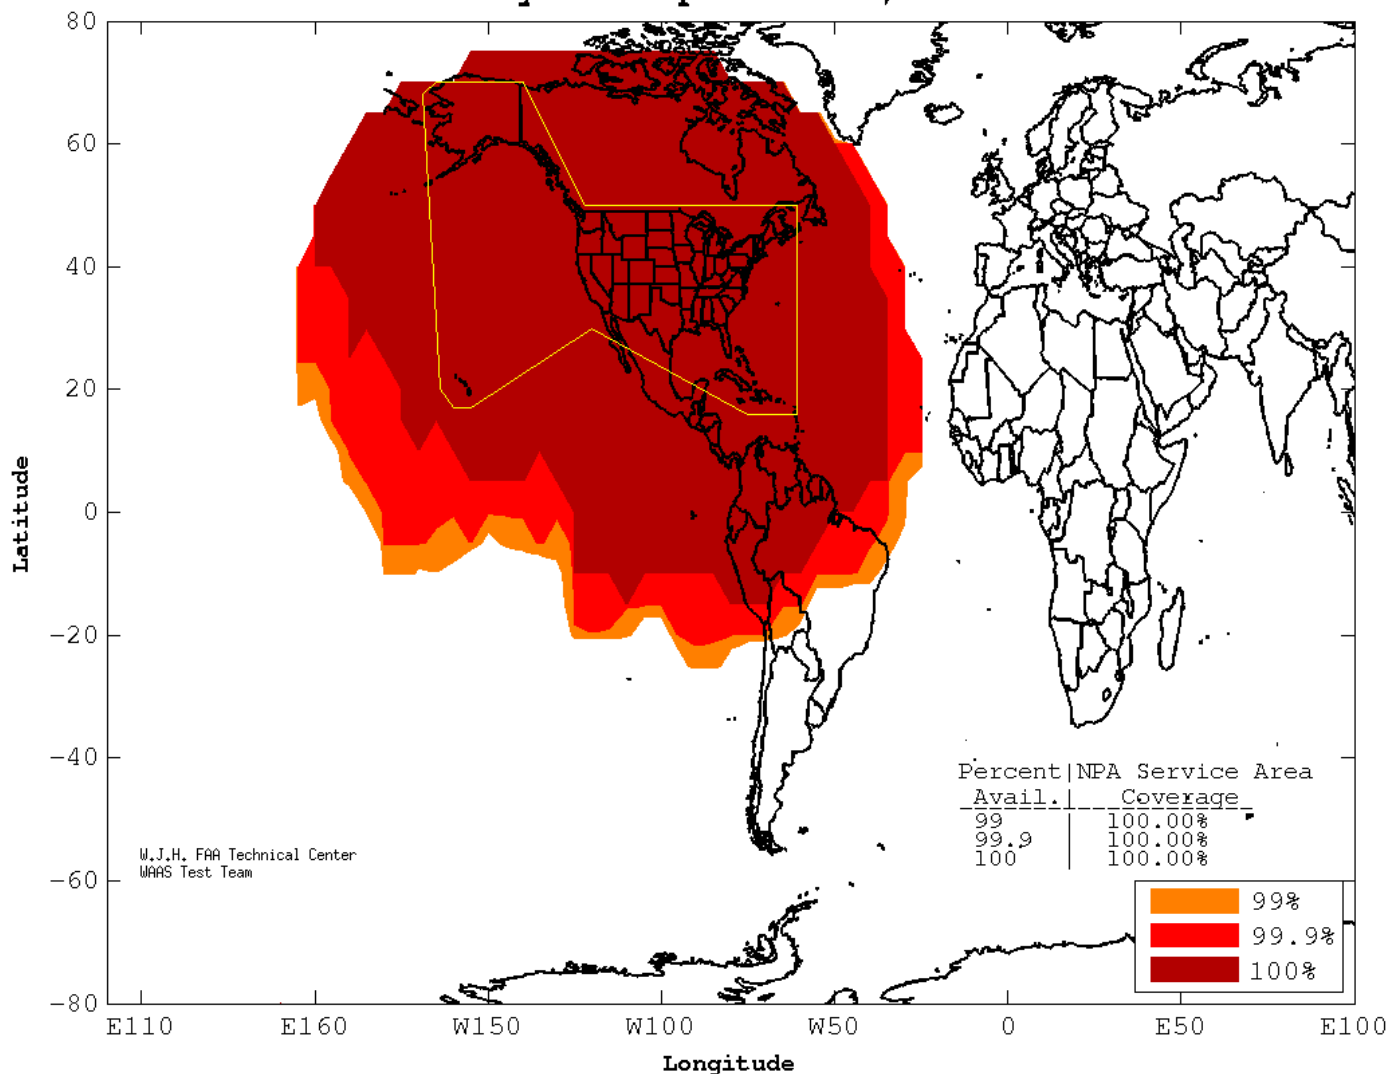 80
60
40
20
0
−20
−40
−60
−80
Latitude
E110 E160 W150 W100 W50 0 E50 E100
Longitude
W.J.H. FAA Technical Center
WAAS Test Team
Percent|NPA Service Area
Avail.| Coverage
99 | 100.00%
99.9 | 100.00%
100 | 100.00%
99%
99.9%
100%